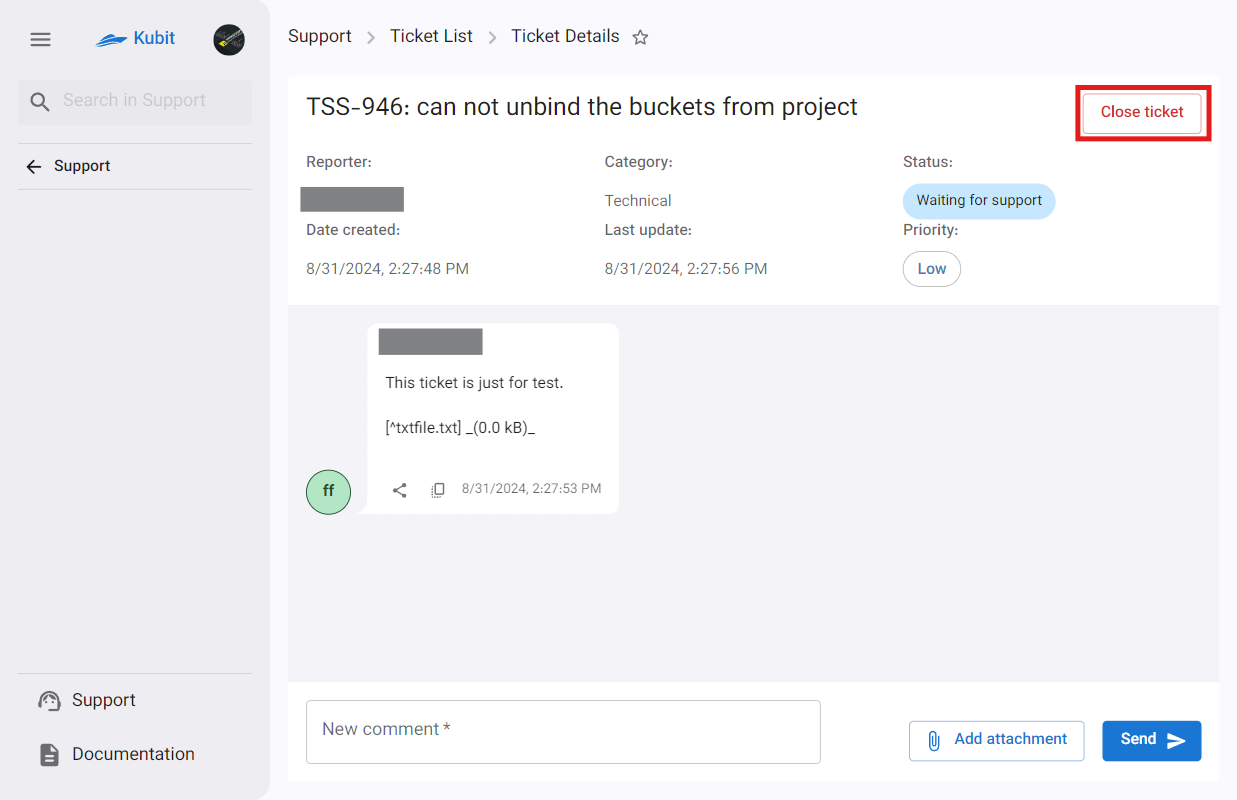 Kubit
Search in Support
Support
Support
Documentation
Support > Ticket List > Ticket Details
TSS-946: can not unbind the buckets from project
Close ticket
Reporter:
Category:
Status:
Technical
Waiting for support
Date created:
Last update:
Priority:
8/31/2024, 2:27:48 PM
8/31/2024, 2:27:56 PM
Low
This ticket is just for test.
[^txtfile.txt] _(0.0 kB)_
ff
8/31/2024, 2:27:53 PM
New comment *
Add attachment
Send